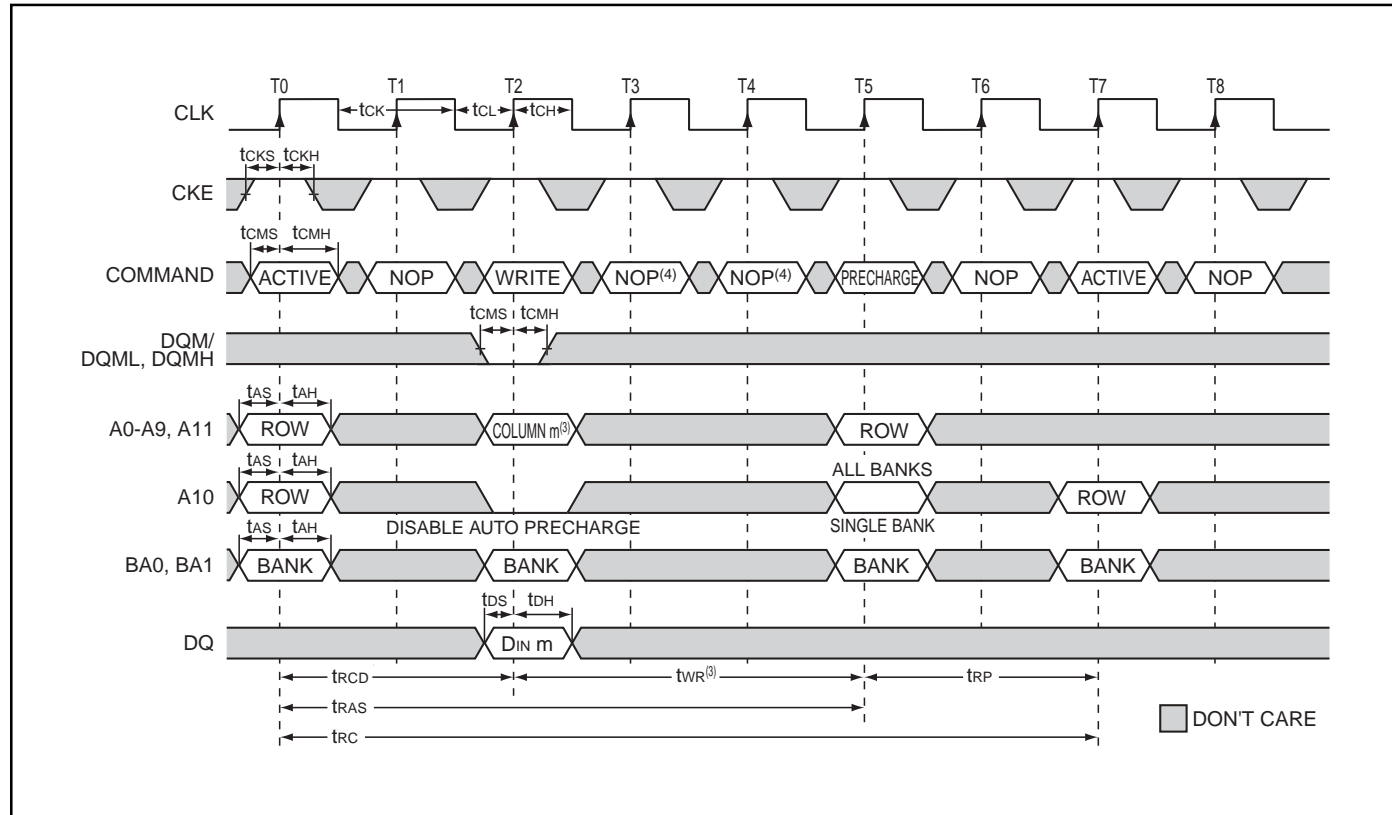 T0 T1 T2 T3 T4 T5 T6 T7 T8
CLK
tCK tCL tCH
tCKS tCKH
CKE
tCMS tCMH
COMMAND ACTIVE NOP WRITE NOP(4) NOP(4) PRECHARGE NOP ACTIVE NOP
tCMS tCMH
DQM/
DQML, DQMH
tAS tAH
A0-A9, A11 ROW COLUMN m(3) ROW
tAS tAH ALL BANKS
A10 ROW ROW
tAS tAH DISABLE AUTO PRECHARGE SINGLE BANK
BA0, BA1 BANK BANK BANK BANK
tDS tDH
DQ DIN m
tRCD tWR(3) tRP
tRAS
DON'T CARE
tRC